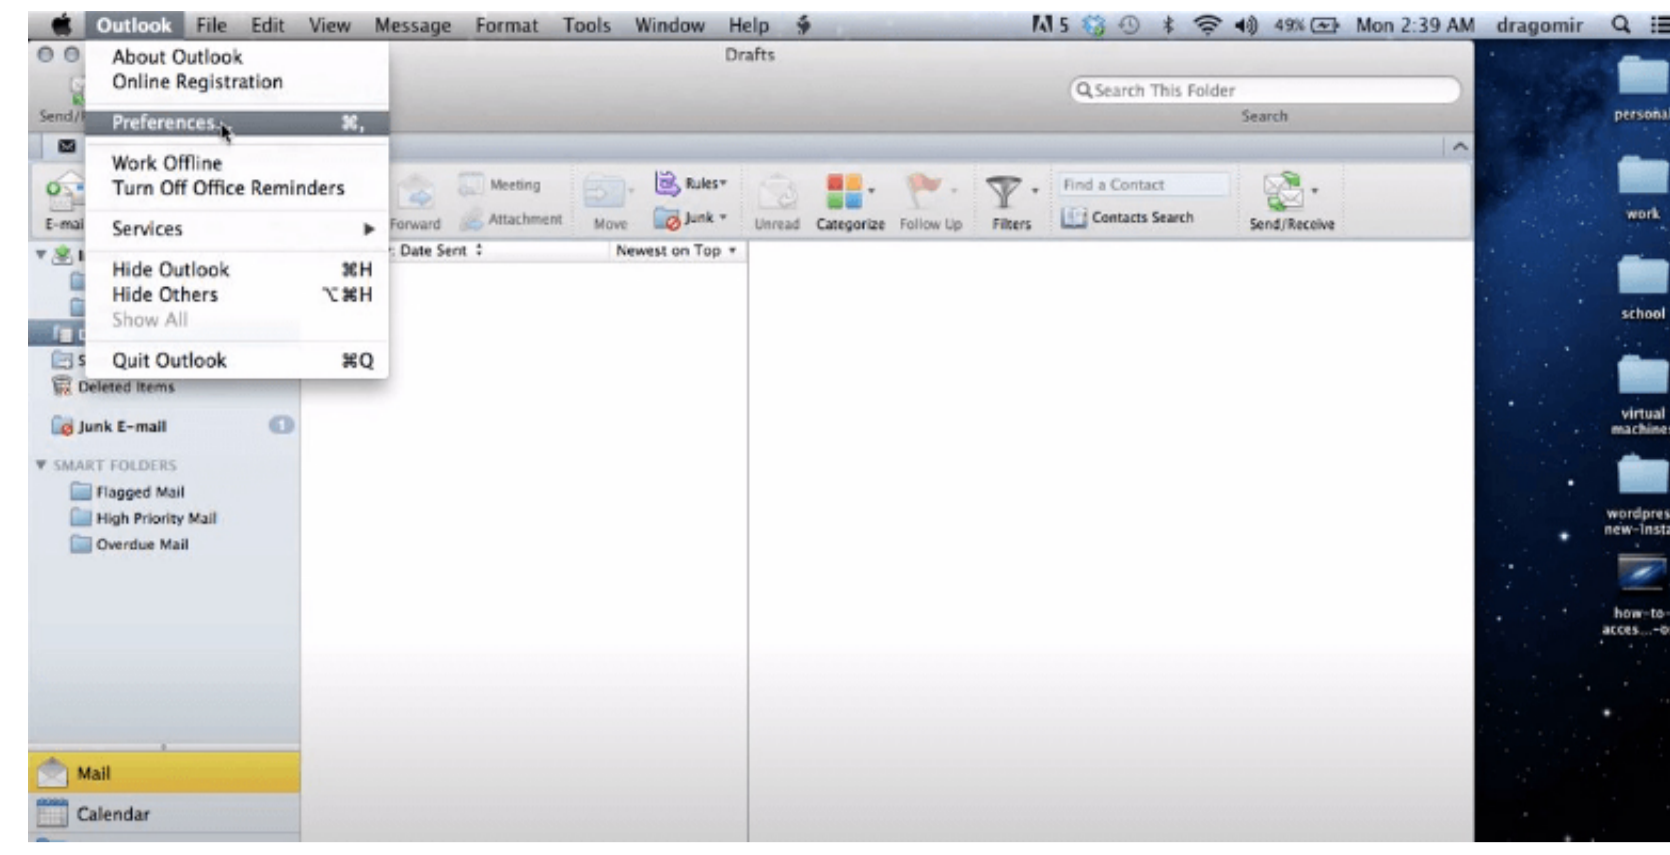 Outlook File Edit View Message Format Tools Window Help 5 49% Mon 2:39 AM dragomir
Drafts
About Outlook
Online Registration
Preferences... ⌘,
Work Offline
Turn Off Office Reminders
Services ▶
Hide Outlook ⌘H
Hide Others ⌥⌘H
Show All
Quit Outlook ⌘Q
Search This Folder
Search
Send/
E-mai
Forward
Meeting
Attachment
Move
Rules
Junk
Unread
Categorize
Follow Up
Filters
Find a Contact
Contacts Search
Send/Receive
: Date Sent
Newest on Top
S
Deleted Items
Junk E-mail 1
SMART FOLDERS
Flagged Mail
High Priority Mail
Overdue Mail
Mail
Calendar
personal
work
school
virtual
machines
wordpres
new-insta
how-to-
acces...-o